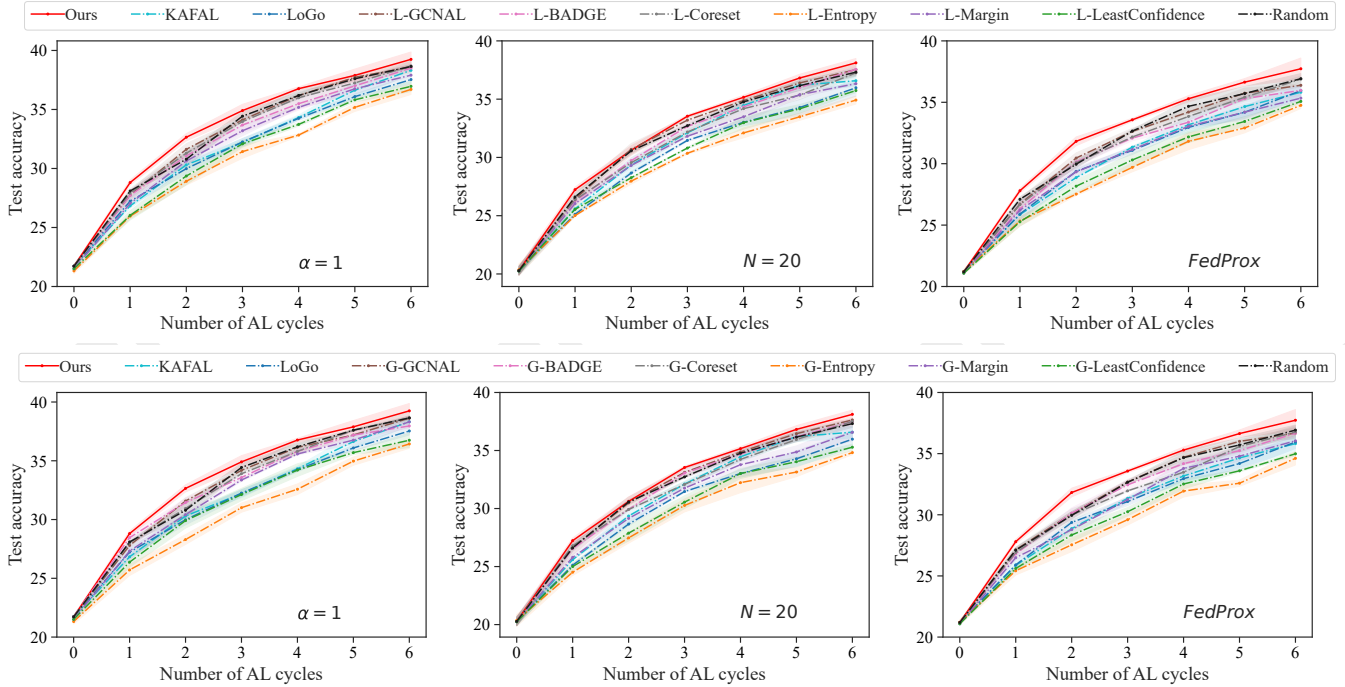 Ours KAFAL LoGo L-GCNAL L-BADGE L-Coreset L-Entropy L-Margin L-LeastConfidence Random
40
35
30
25
20
Test accuracy
α = 1
0 1 2 3 4 5 6
Number of AL cycles
40
35
30
25
20
Test accuracy
N = 20
0 1 2 3 4 5 6
Number of AL cycles
40
35
30
25
20
Test accuracy
FedProx
0 1 2 3 4 5 6
Number of AL cycles
Ours KAFAL LoGo G-GCNAL G-BADGE G-Coreset G-Entropy G-Margin G-LeastConfidence Random
40
35
30
25
20
Test accuracy
α = 1
0 1 2 3 4 5 6
Number of AL cycles
40
35
30
25
20
Test accuracy
N = 20
0 1 2 3 4 5 6
Number of AL cycles
40
35
30
25
20
Test accuracy
FedProx
0 1 2 3 4 5 6
Number of AL cycles